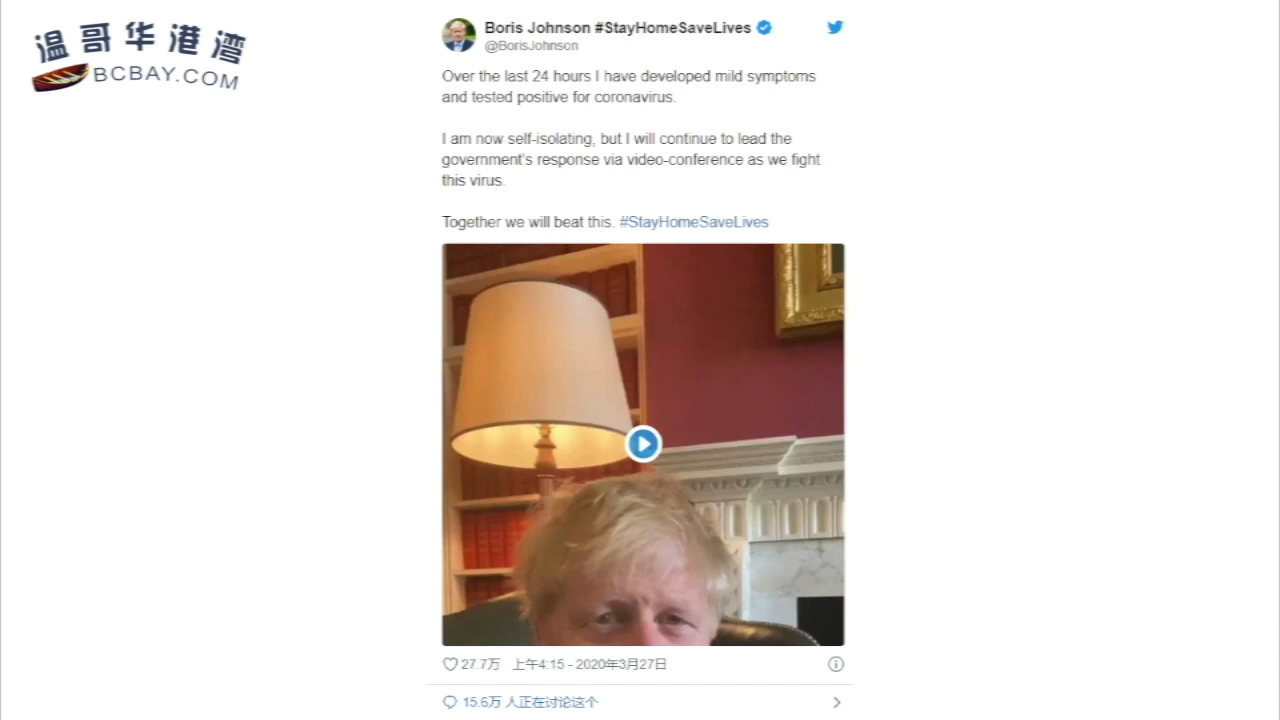 温哥华港湾
BCBAY.COM
Boris Johnson #StayHomeSaveLives
@BorisJohnson
Over the last 24 hours I have developed mild symptoms
and tested positive for coronavirus.
I am now self-isolating, but I will continue to lead the
government's response via video-conference as we fight
this virus.
Together we will beat this. #StayHomeSaveLives
27.7万 上午4:15 - 2020年3月27日
15.6万 人正在讨论这个